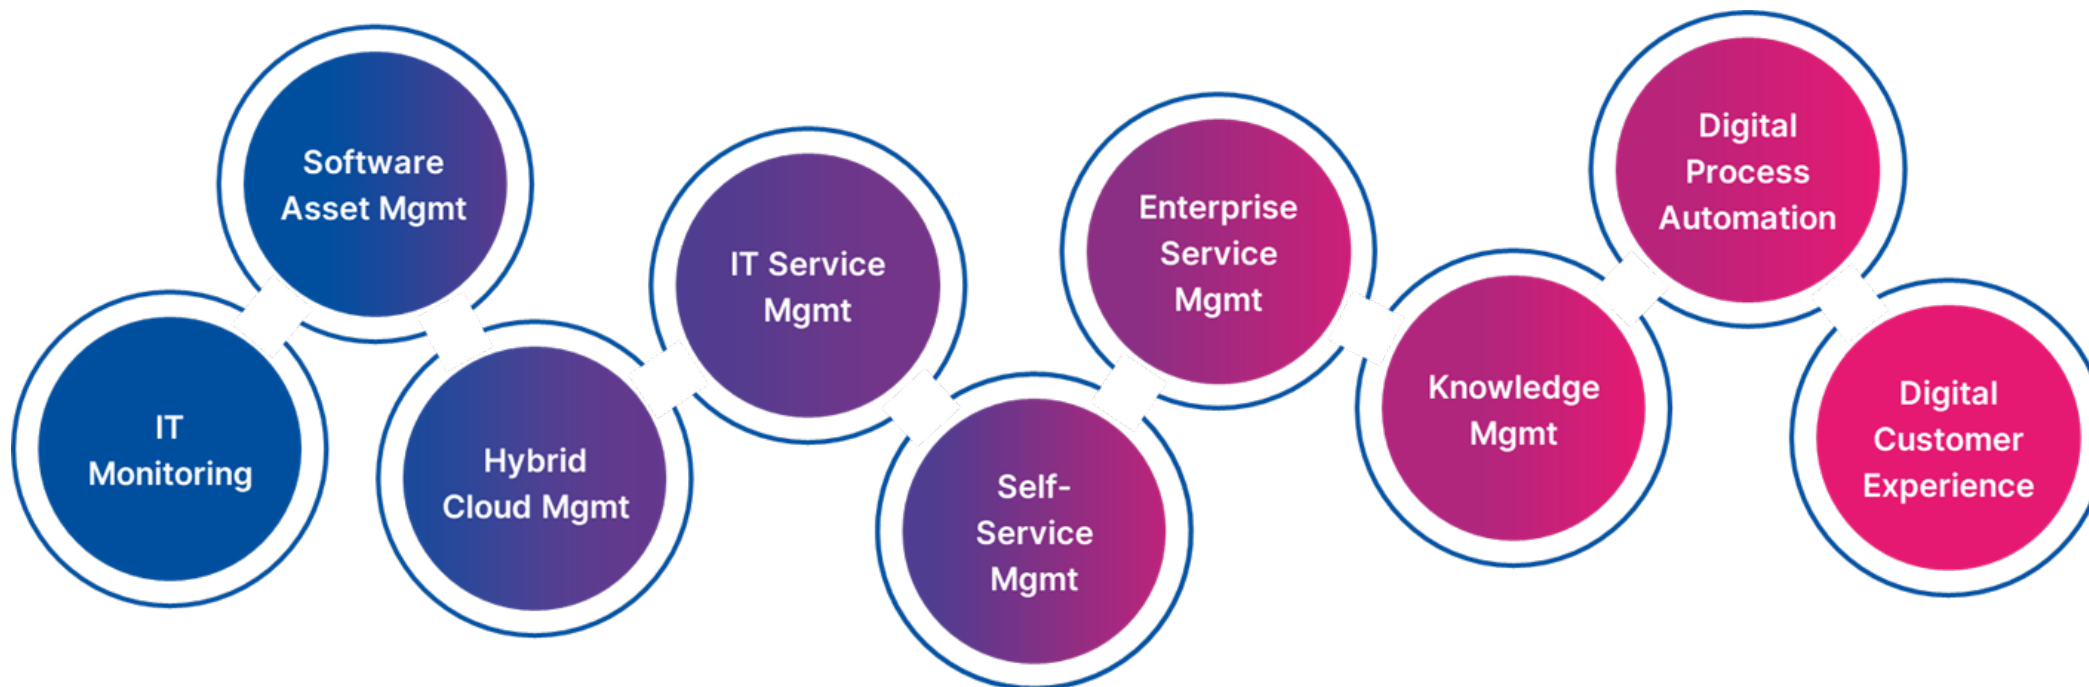 IT
Monitoring
Software
Asset Mgmt
Hybrid
Cloud Mgmt
IT Service
Mgmt
Self-
Service
Mgmt
Enterprise
Service
Mgmt
Knowledge
Mgmt
Digital
Process
Automation
Digital
Customer
Experience